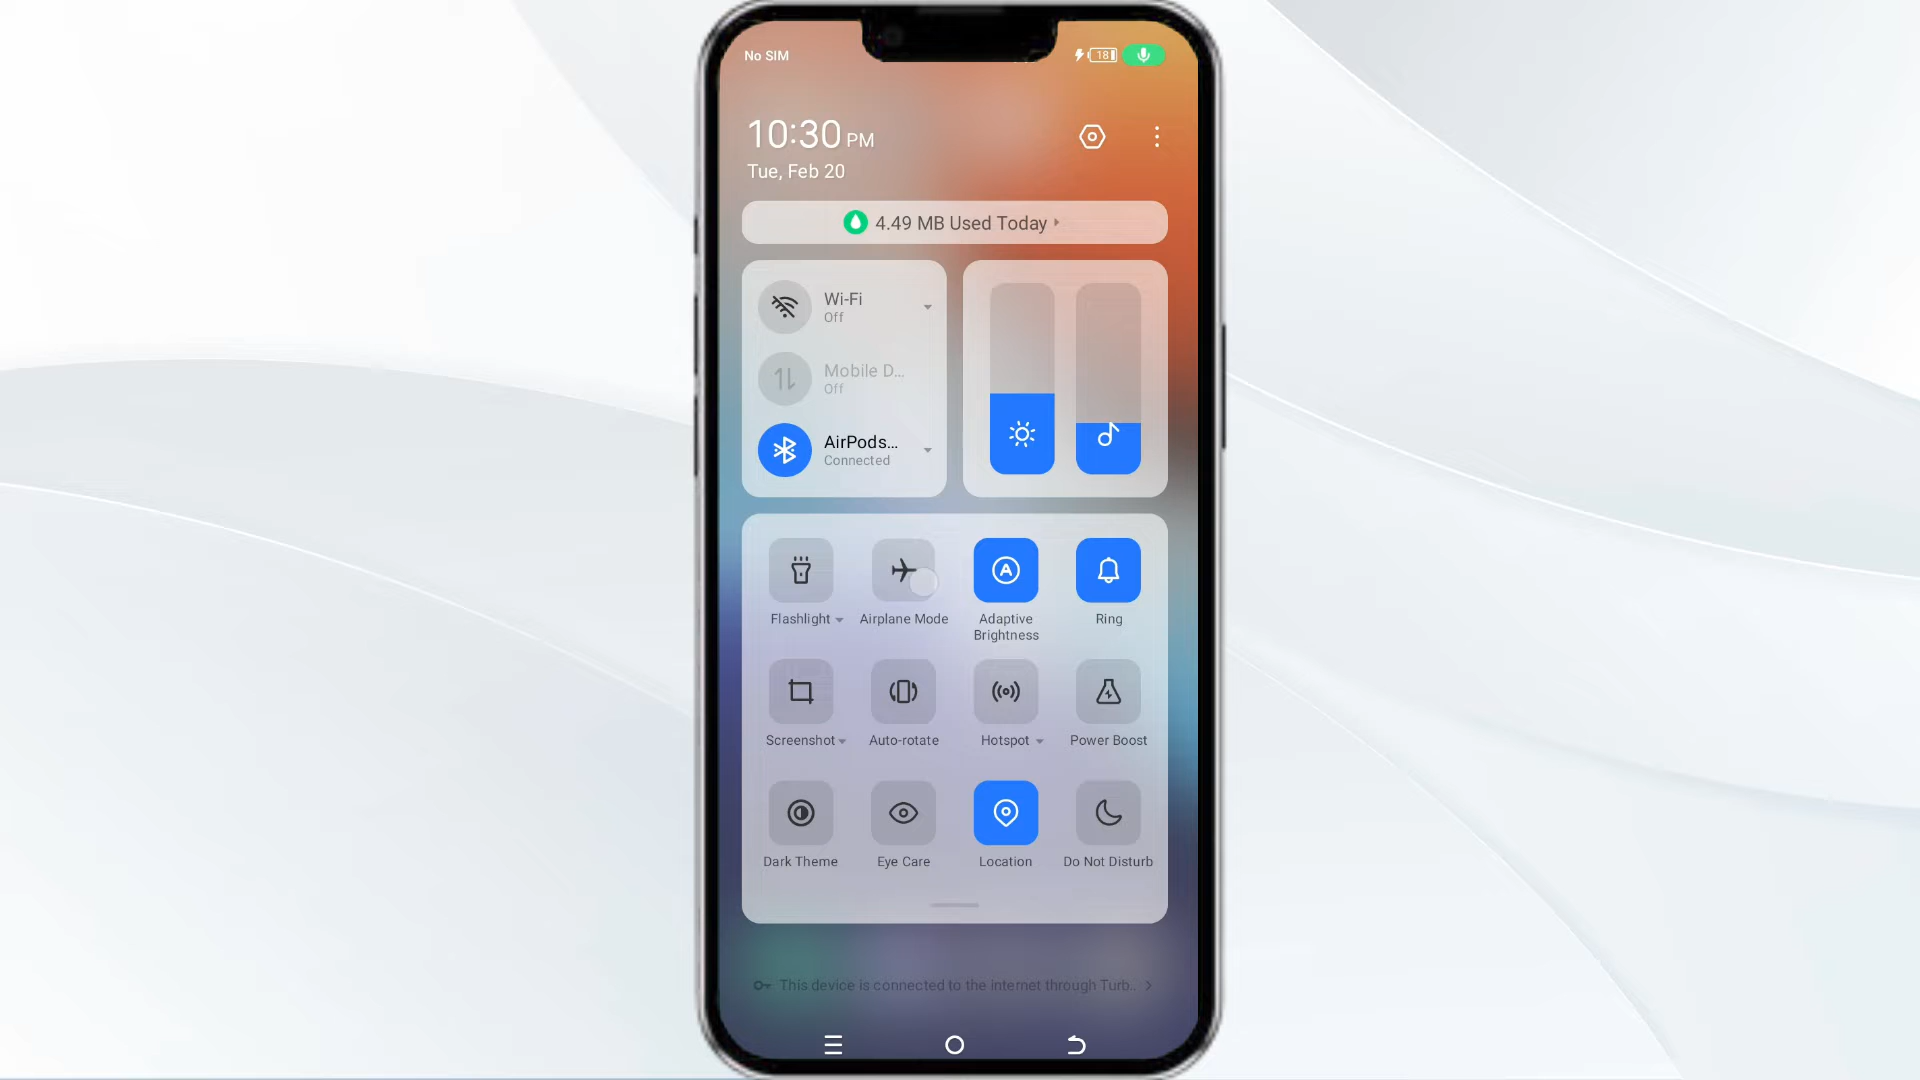 No SIM
18
10:30 PM
Tue, Feb 20
4.49 MB Used Today
Wi-Fi
Off
Mobile D...
Off
AirPods...
Connected
A
Flashlight
Airplane Mode
Adaptive
Brightness
Ring
Screenshot
Auto-rotate
Hotspot
Power Boost
Dark Theme
Eye Care
Location
Do Not Disturb
This device is connected to the internet through Turb..